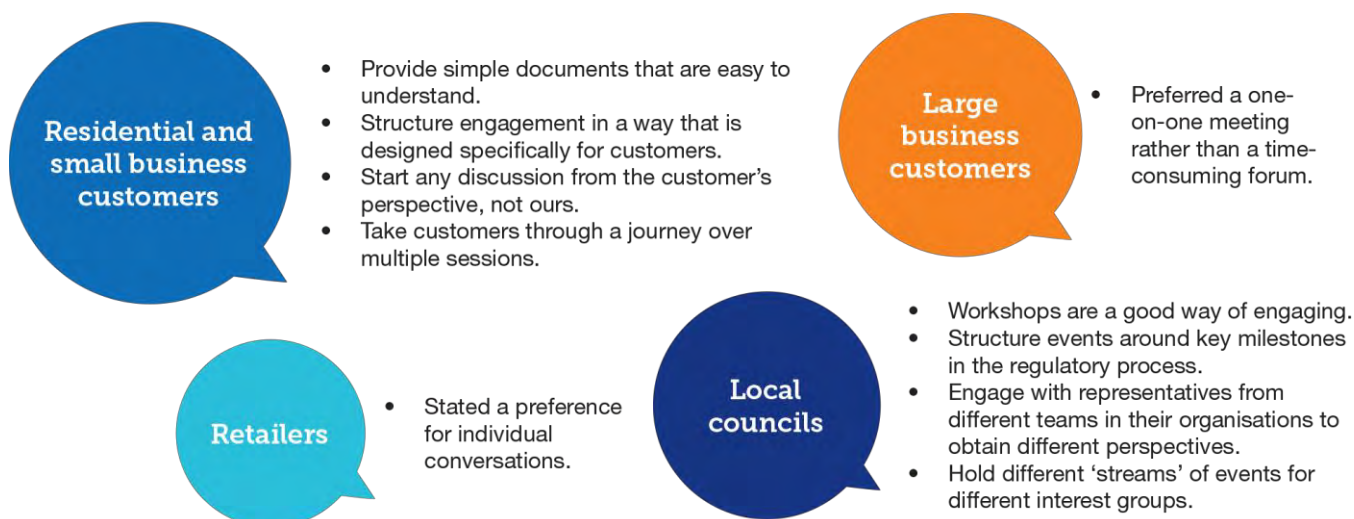 Residential and
small business
customers
• Provide simple documents that are easy to
understand.
• Structure engagement in a way that is
designed specifically for customers.
• Start any discussion from the customer’s
perspective, not ours.
• Take customers through a journey over
multiple sessions.
Large
business
customers
• Preferred a one-
on-one meeting
rather than a time-
consuming forum.
Retailers
• Stated a preference
for individual
conversations.
Local
councils
• Workshops are a good way of engaging.
• Structure events around key milestones
in the regulatory process.
• Engage with representatives from
different teams in their organisations to
obtain different perspectives.
• Hold different ‘streams’ of events for
different interest groups.